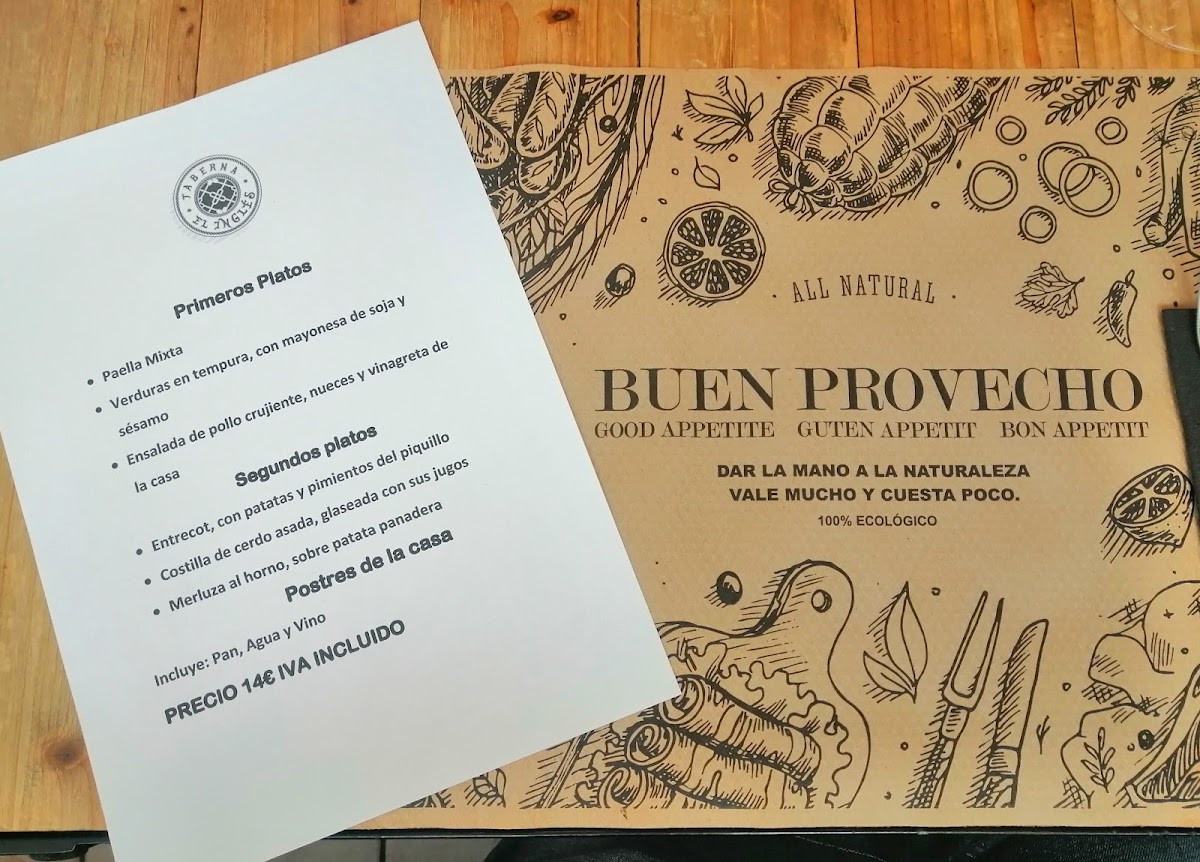 TABERNA
EL INGLÉS
Primeros Platos
• Paella Mixta
• Verduras en tempura, con mayonesa de soja y
sésamo
• Ensalada de pollo crujiente, nueces y vinagreta de
la casa
Segundos platos
• Entrecot, con patatas y pimientos del piquillo
• Costilla de cerdo asada, glaseada con sus jugos
• Merluza al horno, sobre patata panadera
Postres de la casa
Incluye: Pan, Agua y Vino
PRECIO 14€ IVA INCLUIDO
· ALL NATURAL ·
BUEN PROVECHO
GOOD APPETITE GUTEN APPETIT BON APPETIT
DAR LA MANO A LA NATURALEZA
VALE MUCHO Y CUESTA POCO.
100% ECOLÓGICO